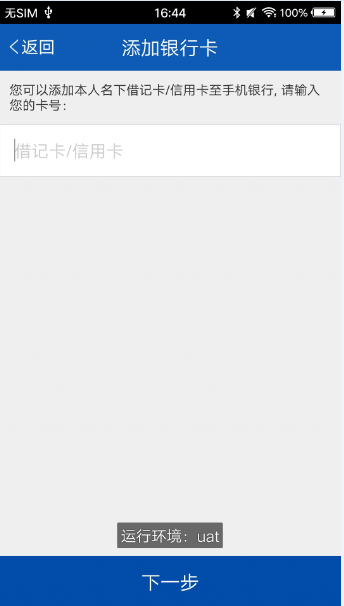 无SIM 16:44 100%
返回 添加银行卡
您可以添加本人名下借记卡/信用卡至手机银行, 请输入
您的卡号：
借记卡/信用卡
运行环境：uat
下一步